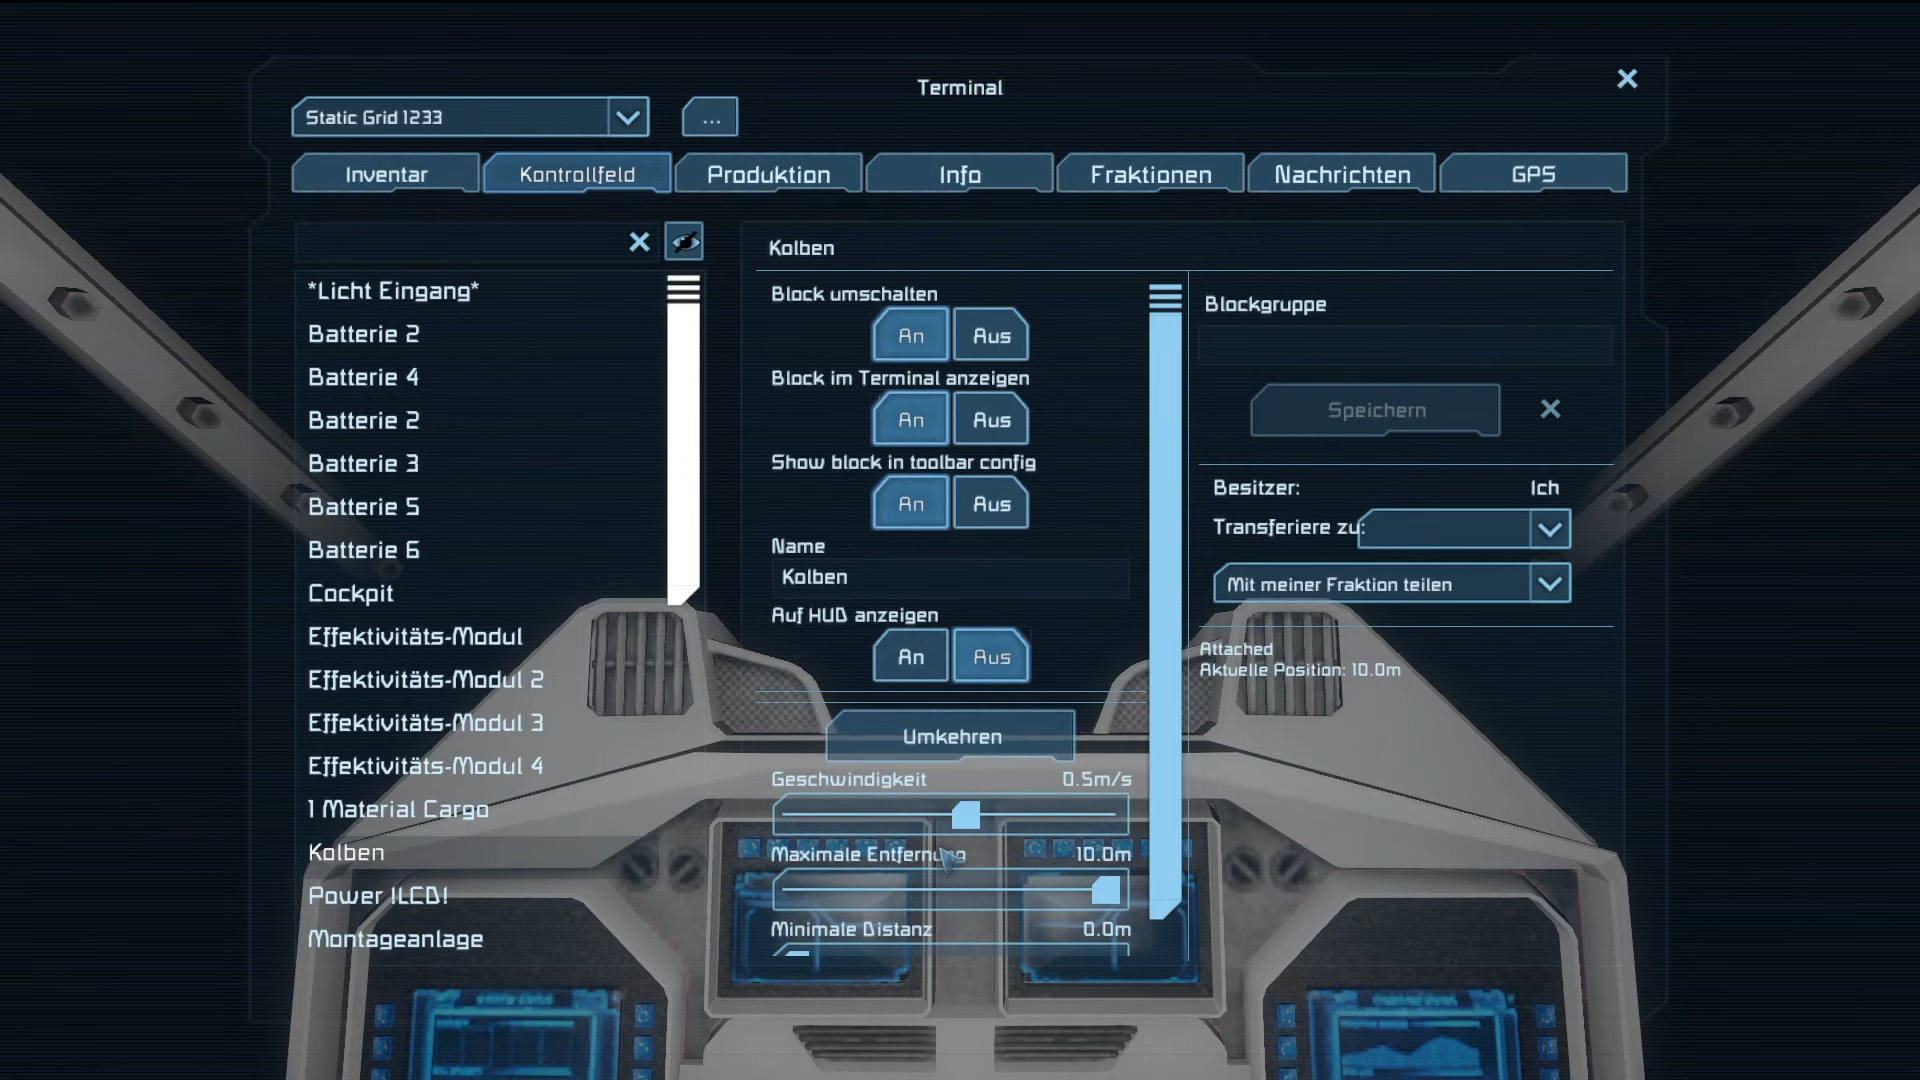 Terminal
Static Grid 1233
...
Inventar
Kontrollfeld
Produktion
Info
Fraktionen
Nachrichten
GPS
*Licht Eingang*
Batterie 2
Batterie 4
Batterie 2
Batterie 3
Batterie 5
Batterie 6
Cockpit
Effektivitäts-Modul
Effektivitäts-Modul 2
Effektivitäts-Modul 3
Effektivitäts-Modul 4
1 Material Cargo
Kolben
Power !LCD!
Montageanlage
Kolben
Block umschalten
An Aus
Block im Terminal anzeigen
An Aus
Show block in toolbar config
An Aus
Name
Kolben
Auf HUD anzeigen
An Aus
Umkehren
Geschwindigkeit 0.5m/s
Maximale Entfernung 10.0m
Minimale Distanz 0.0m
Blockgruppe
Speichern
Besitzer: Ich
Transferiere zu:
Mit meiner Fraktion teilen
Attached
Aktuelle Position: 10.0m